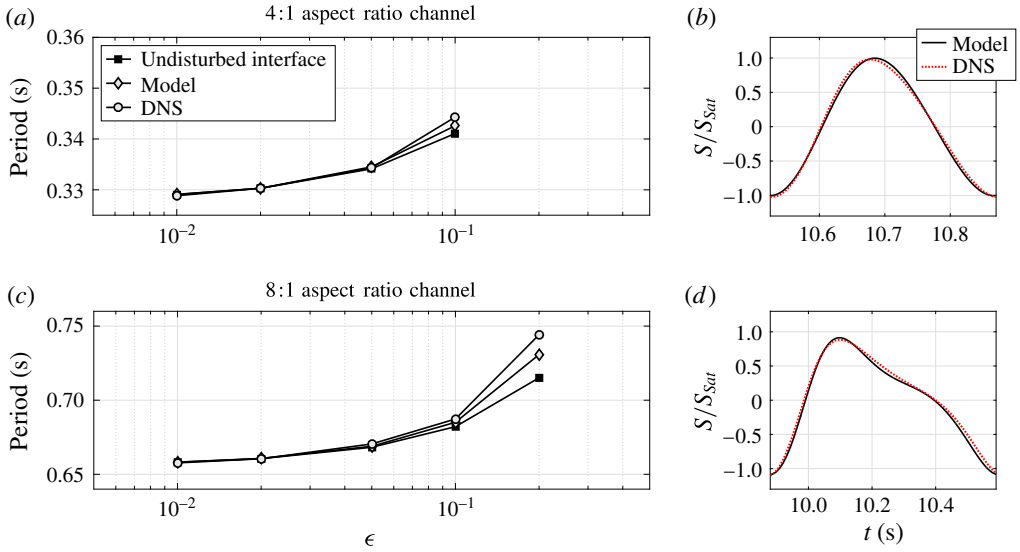 (a)
4:1 aspect ratio channel
0.36
0.35
0.34
0.33
Period (s)
Undisturbed interface
Model
DNS
10⁻²
10⁻¹
(b)
Model
DNS
1.0
0.5
0
−0.5
−1.0
S/S_Sat
10.6
10.7
10.8
(c)
8:1 aspect ratio channel
0.75
0.70
0.65
Period (s)
10⁻²
10⁻¹
ϵ
(d)
1.0
0.5
0
−0.5
−1.0
S/S_Sat
10.0
10.2
10.4
t (s)